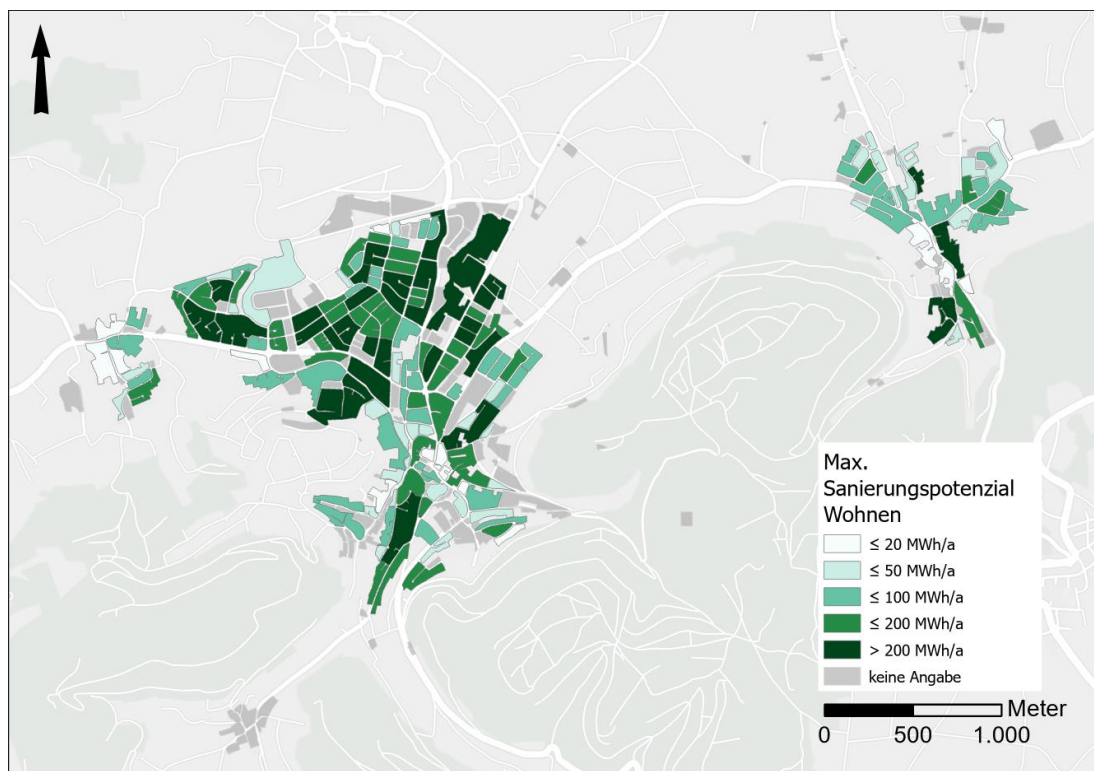 Max.
Sanierungspotenzial
Wohnen
≤ 20 MWh/a
≤ 50 MWh/a
≤ 100 MWh/a
≤ 200 MWh/a
> 200 MWh/a
keine Angabe
Meter
0 500 1.000